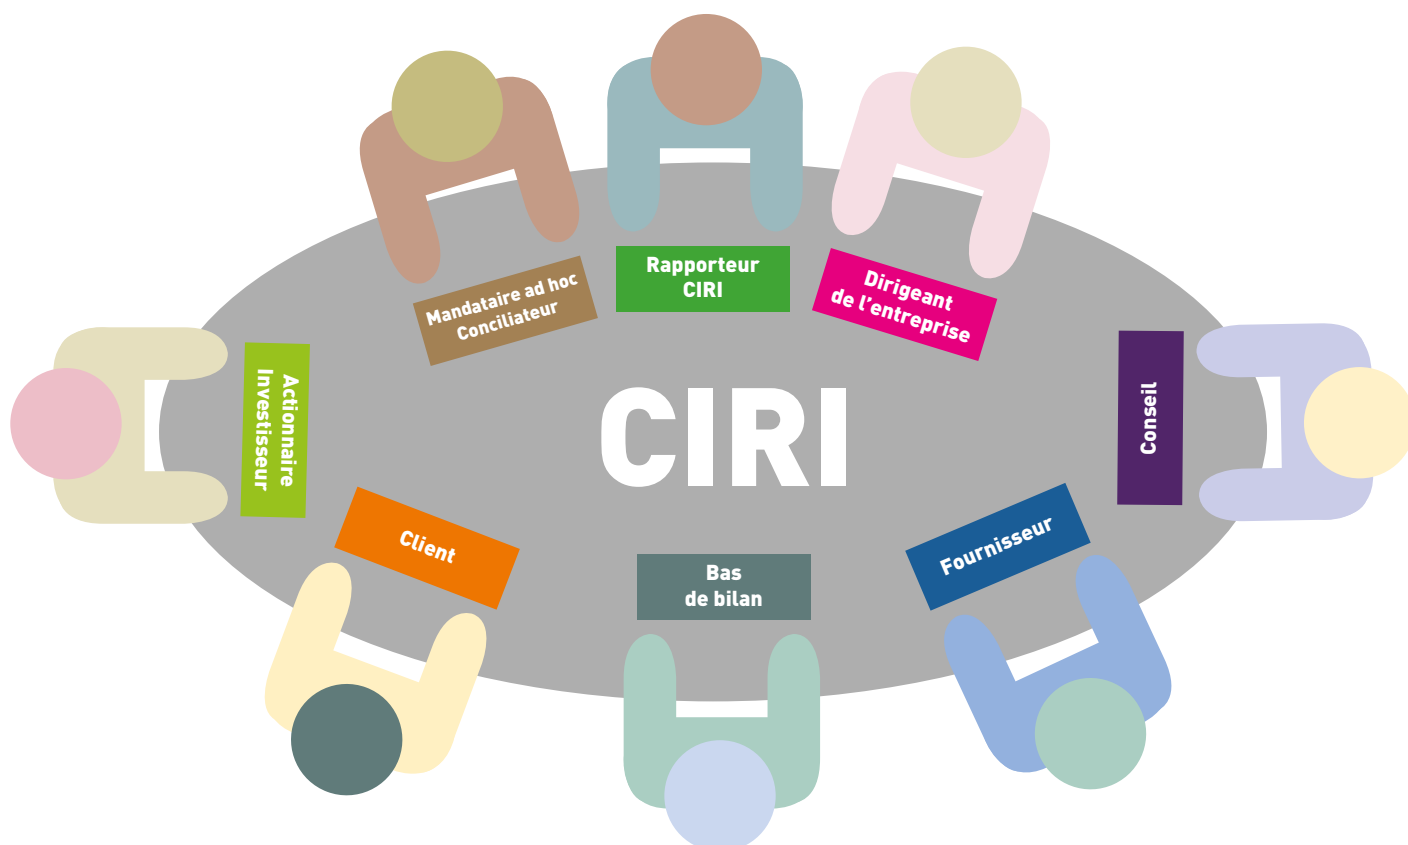 Rapporteur
CIRI
Mandataire ad hoc
Conciliateur
Dirigeant
de l'entreprise
Actionnaire
Investisseur
CIRI
Conseil
Client
Bas
de bilan
Fournisseur